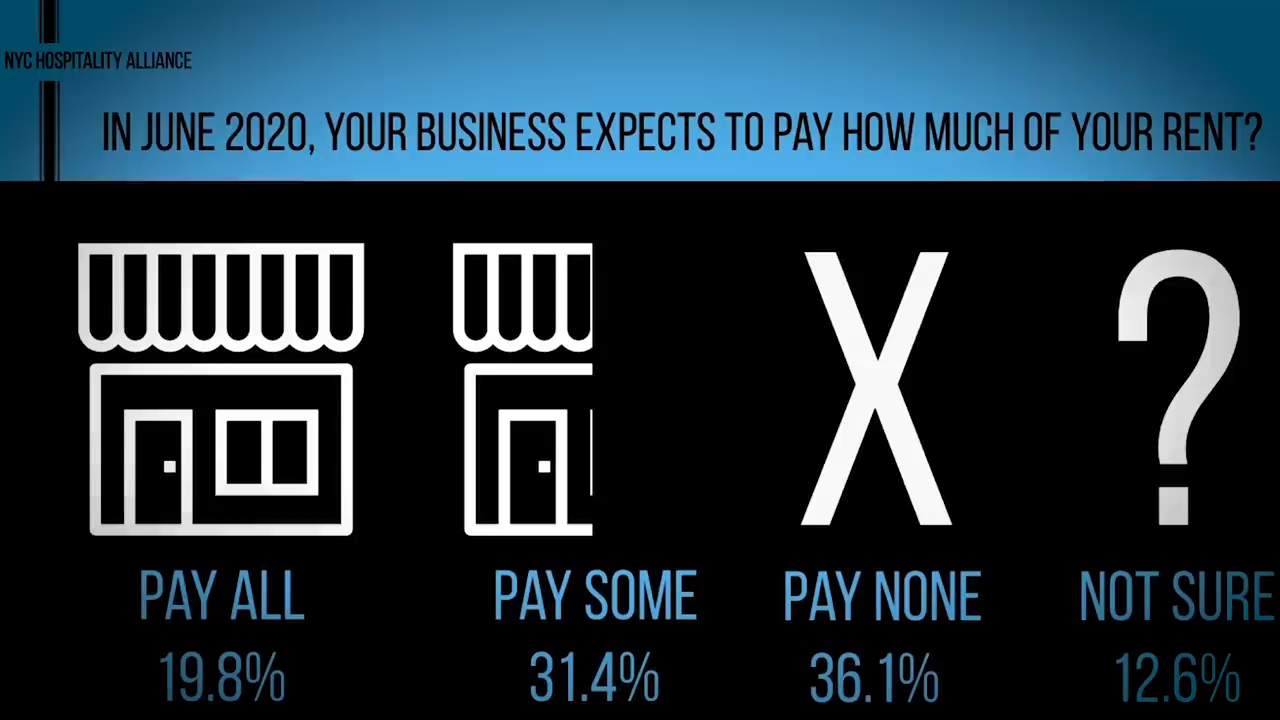 NYC HOSPITALITY ALLIANCE
IN JUNE 2020, YOUR BUSINESS EXPECTS TO PAY HOW MUCH OF YOUR RENT?
X ?
PAY ALL PAY SOME PAY NONE NOT SURE
19.8% 31.4% 36.1% 12.6%